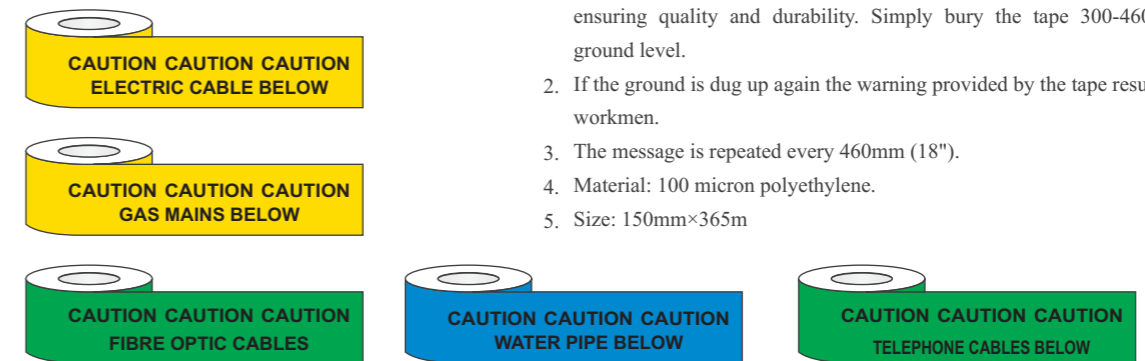 CAUTION CAUTION CAUTION
ELECTRIC CABLE BELOW
CAUTION CAUTION CAUTION
GAS MAINS BELOW
ensuring quality and durability. Simply bury the tape 300-460
ground level.
2. If the ground is dug up again the warning provided by the tape resu
workmen.
3. The message is repeated every 460mm (18").
4. Material: 100 micron polyethylene.
5. Size: 150mm×365m
CAUTION CAUTION CAUTION
FIBRE OPTIC CABLES
CAUTION CAUTION CAUTION
WATER PIPE BELOW
CAUTION CAUTION CAUTION
TELEPHONE CABLES BELOW